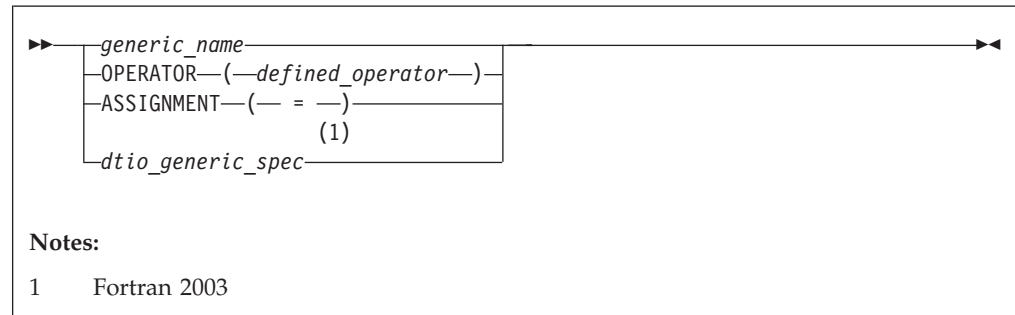 generic_name
OPERATOR ( defined_operator )
ASSIGNMENT ( = )
(1)
dtio_generic_spec
Notes:
1 Fortran 2003